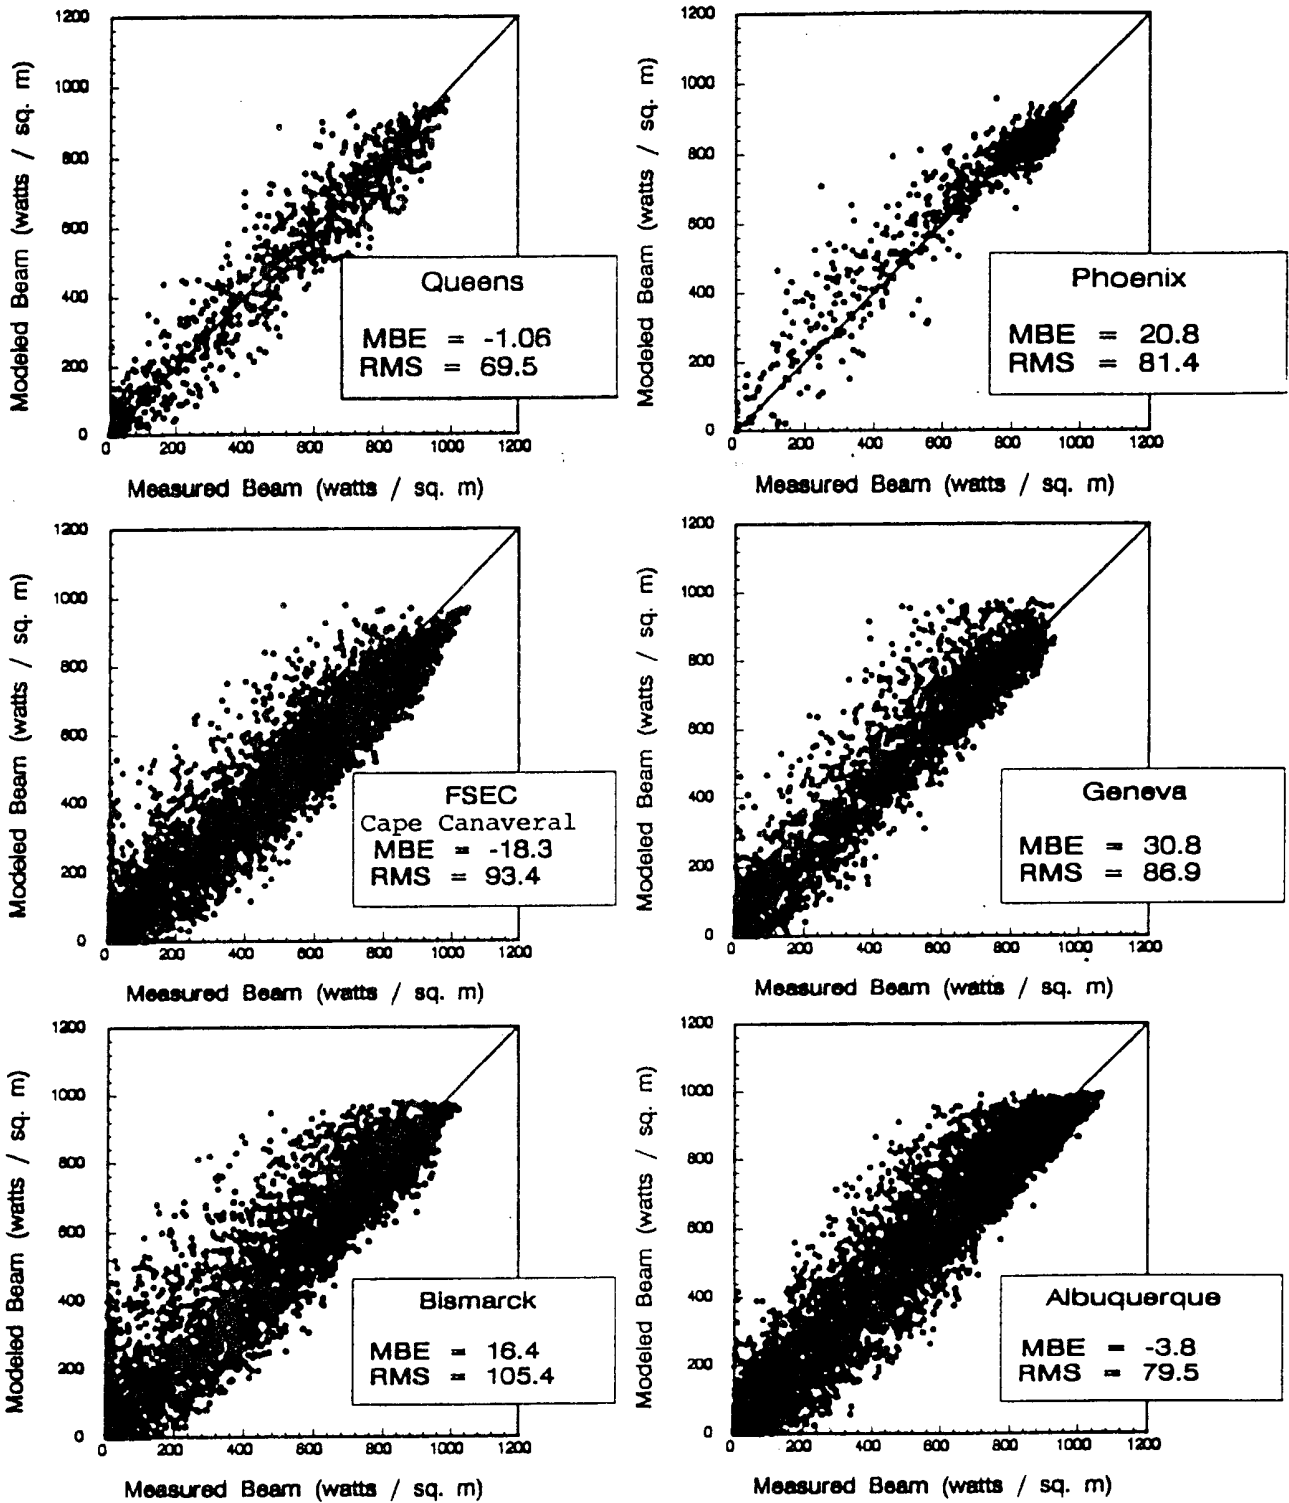 1200
1000
800
600
400
200
0
Modeled Beam (watts / sq. m)
0 200 400 600 800 1000 1200
Measured Beam (watts / sq. m)
Queens
MBE = -1.06
RMS = 69.5
1200
1000
800
600
400
200
0
Modeled Beam (watts / sq. m)
0 200 400 600 800 1000 1200
Measured Beam (watts / sq. m)
Phoenix
MBE = 20.8
RMS = 81.4
1200
1000
800
600
400
200
0
Modeled Beam (watts / sq. m)
0 200 400 600 800 1000 1200
Measured Beam (watts / sq. m)
FSEC
Cape Canaveral
MBE = -18.3
RMS = 93.4
1200
1000
800
600
400
200
0
Modeled Beam (watts / sq. m)
0 200 400 600 800 1000 1200
Measured Beam (watts / sq. m)
Geneva
MBE = 30.8
RMS = 86.9
1200
1000
800
600
400
200
0
Modeled Beam (watts / sq. m)
0 200 400 600 800 1000 1200
Measured Beam (watts / sq. m)
Bismarck
MBE = 16.4
RMS = 105.4
1200
1000
800
600
400
200
0
Modeled Beam (watts / sq. m)
0 200 400 600 800 1000 1200
Measured Beam (watts / sq. m)
Albuquerque
MBE = -3.8
RMS = 79.5